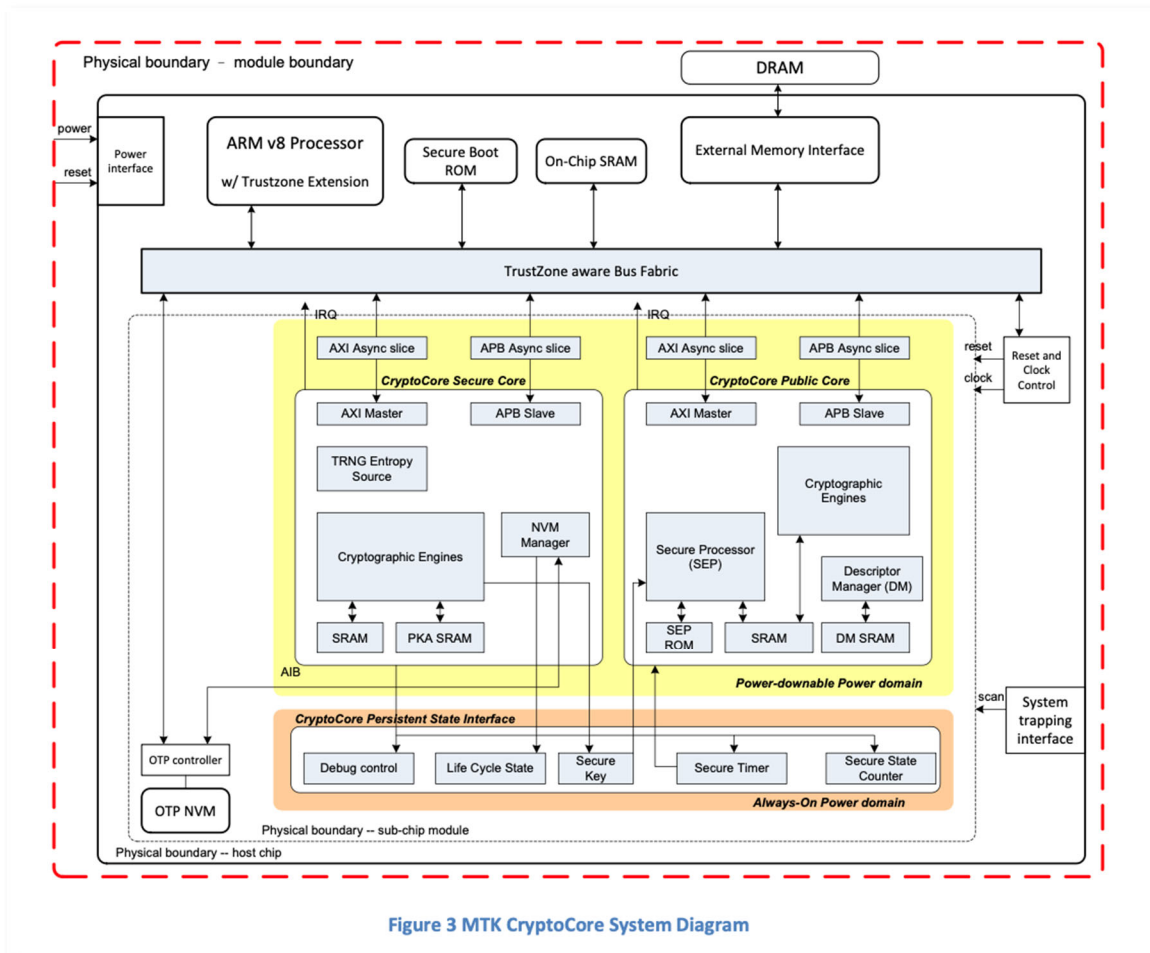 Physical boundary – module boundary
DRAM
power
reset
Power
interface
ARM v8 Processor
w/ Trustzone Extension
Secure Boot
ROM
On-Chip SRAM
External Memory Interface
TrustZone aware Bus Fabric
IRQ
IRQ
AXI Async slice
APB Async slice
AXI Async slice
APB Async slice
reset
clock
Reset and
Clock
Control
CryptoCore Secure Core
CryptoCore Public Core
AXI Master
APB Slave
AXI Master
APB Slave
TRNG Entropy
Source
Cryptographic
Engines
Cryptographic Engines
NVM
Manager
Secure Processor
(SEP)
Descriptor
Manager (DM)
SRAM
PKA SRAM
SEP
ROM
SRAM
DM SRAM
AIB
Power-downable Power domain
scan
System
trapping
interface
CryptoCore Persistent State Interface
OTP controller
Debug control
Life Cycle State
Secure
Key
Secure Timer
Secure State
Counter
OTP NVM
Always-On Power domain
Physical boundary -- sub-chip module
Physical boundary -- host chip
Figure 3 MTK CryptoCore System Diagram